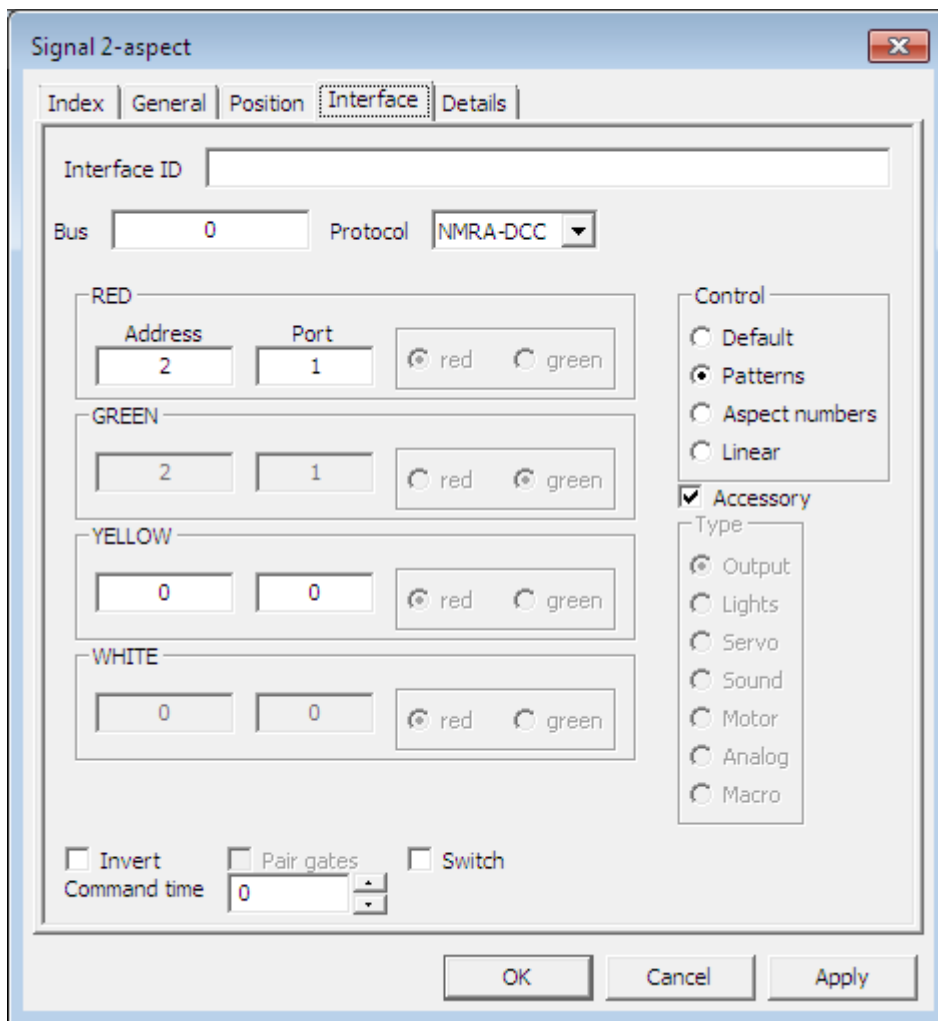 Signal 2-aspect
Index General Position Interface Details
Interface ID
Bus 0 Protocol NMRA-DCC
RED
Address Port
2 1 red green
GREEN
2 1 red green
YELLOW
0 0 red green
WHITE
0 0 red green
Control
Default
Patterns
Aspect numbers
Linear
Accessory
Type
Output
Lights
Servo
Sound
Motor
Analog
Macro
Invert Pair gates Switch
Command time 0
OK Cancel Apply